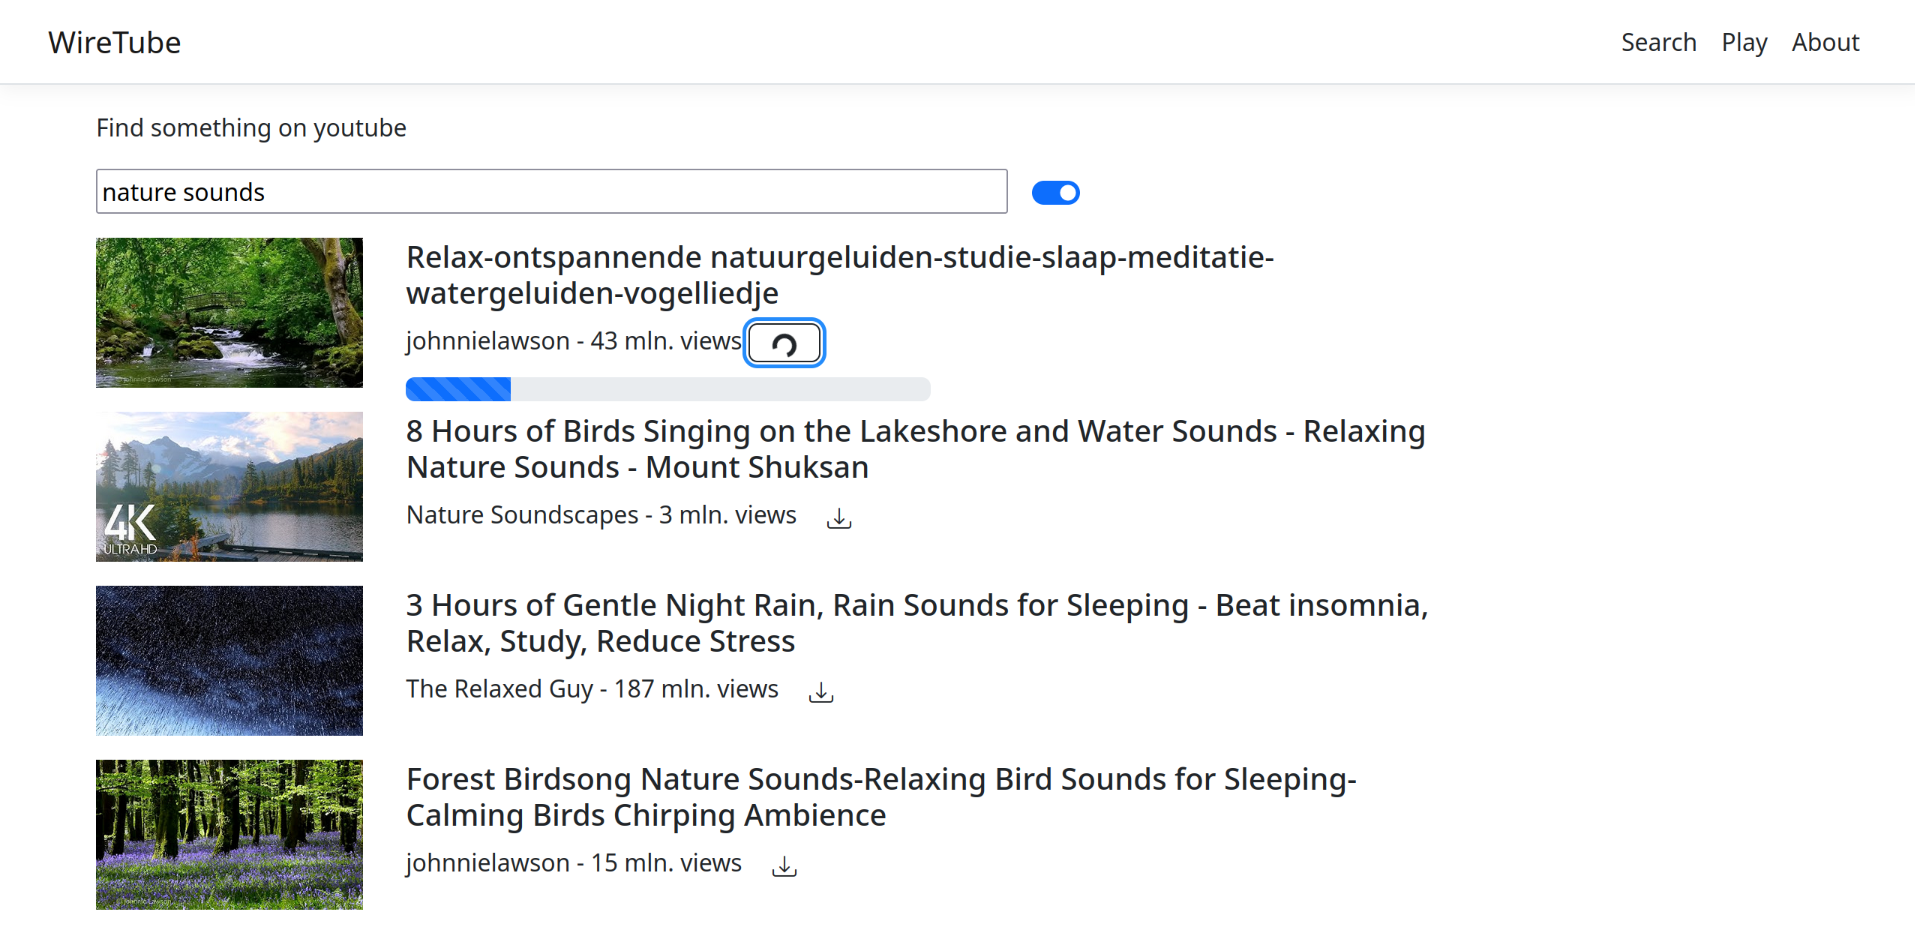 WireTube
Search Play About
Find something on youtube
nature sounds
Relax-ontspannende natuurgeluiden-studie-slaap-meditatie-
watergeluiden-vogelliedje
johnnielawson - 43 mln. views
8 Hours of Birds Singing on the Lakeshore and Water Sounds - Relaxing
Nature Sounds - Mount Shuksan
Nature Soundscapes - 3 mln. views
4K
ULTRA HD
3 Hours of Gentle Night Rain, Rain Sounds for Sleeping - Beat insomnia,
Relax, Study, Reduce Stress
The Relaxed Guy - 187 mln. views
Forest Birdsong Nature Sounds-Relaxing Bird Sounds for Sleeping-
Calming Birds Chirping Ambience
johnnielawson - 15 mln. views